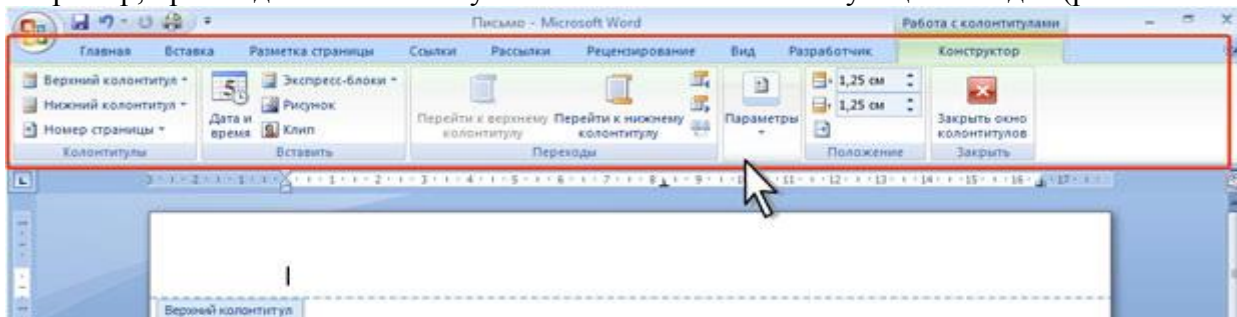 Письмо - Microsoft Word
Работа с колонтитулами
Главная Вставка Разметка страницы Ссылки Рассылки Рецензирование Вид Разработчик Конструктор
Верхний колонтитул
Нижний колонтитул
Номер страницы
Колонтитулы
5
Дата и время
Экспресс-блоки
Рисунок
Клип
Вставить
Перейти к верхнему колонтитулу
Перейти к нижнему колонтитулу
Переходы
Параметры
1,25 см
1,25 см
Положение
Закрыть окно колонтитулов
Закрыть
Верхний колонтитул